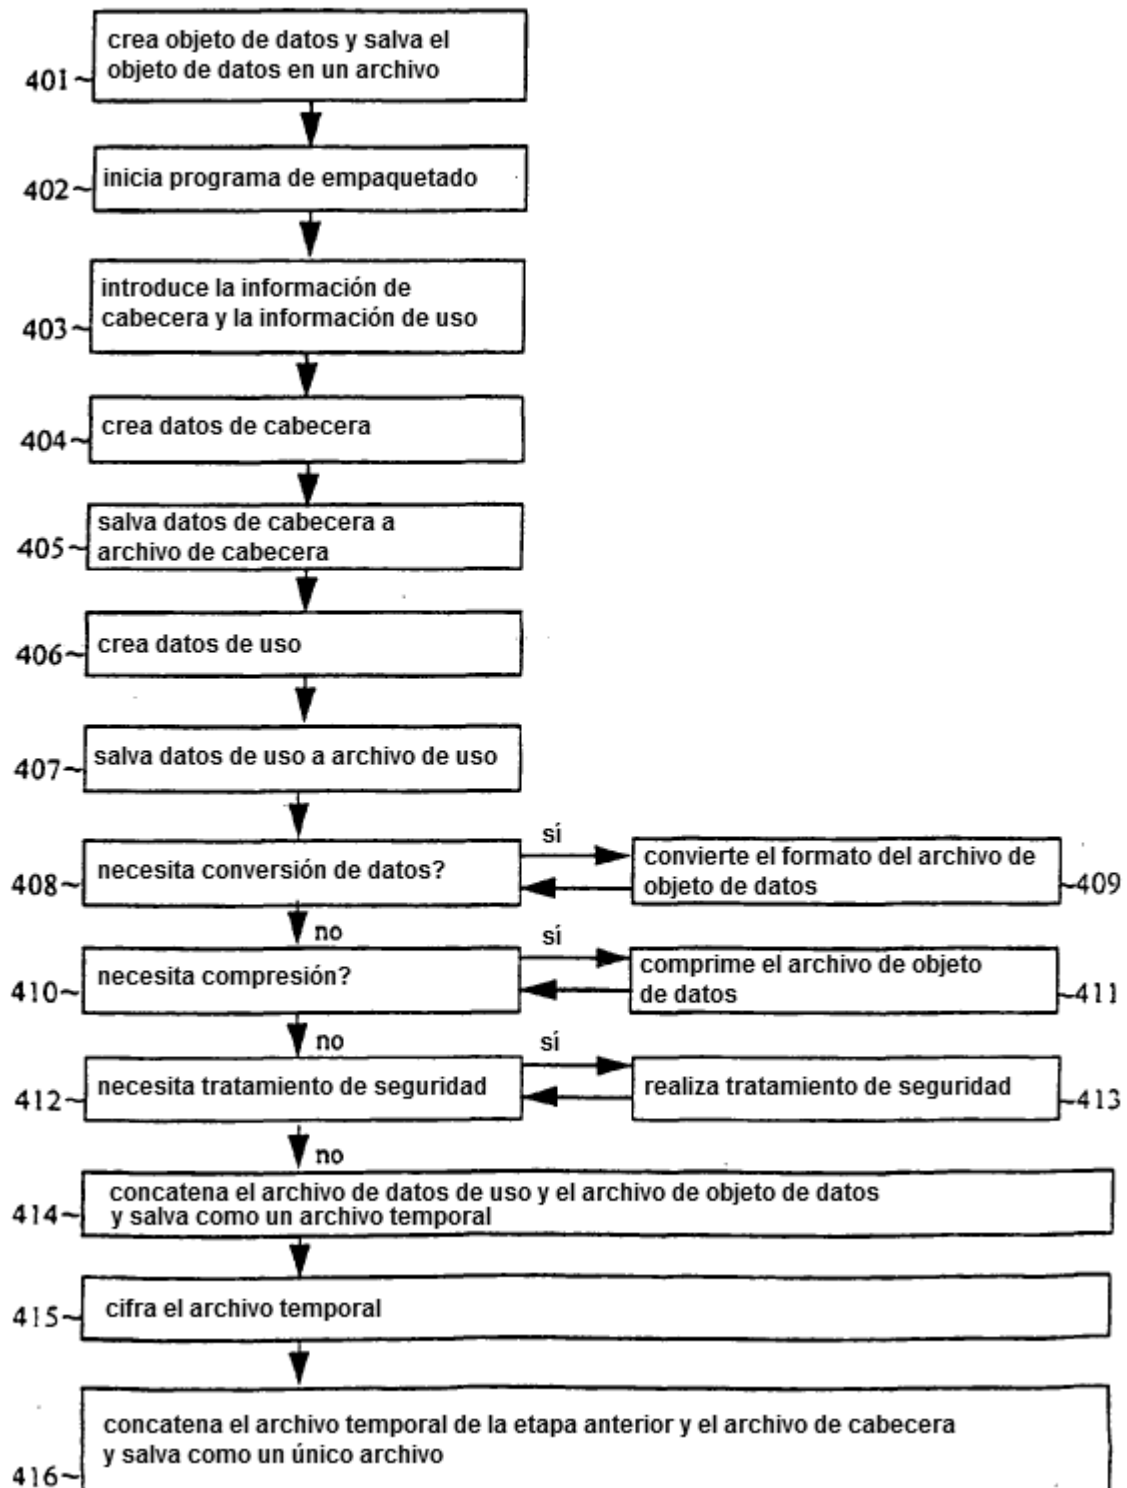 crea objeto de datos y salva el
objeto de datos en un archivo
401
inicia programa de empaquetado
402
introduce la información de
cabecera y la información de uso
403
crea datos de cabecera
404
salva datos de cabecera a
archivo de cabecera
405
crea datos de uso
406
salva datos de uso a archivo de uso
407
necesita conversión de datos?
408
sí
convierte el formato del archivo de
objeto de datos
409
no
necesita compresión?
410
sí
comprime el archivo de objeto
de datos
411
no
necesita tratamiento de seguridad
412
sí
realiza tratamiento de seguridad
413
no
concatena el archivo de datos de uso y el archivo de objeto de datos
y salva como un archivo temporal
414
cifra el archivo temporal
415
concatena el archivo temporal de la etapa anterior y el archivo de cabecera
y salva como un único archivo
416